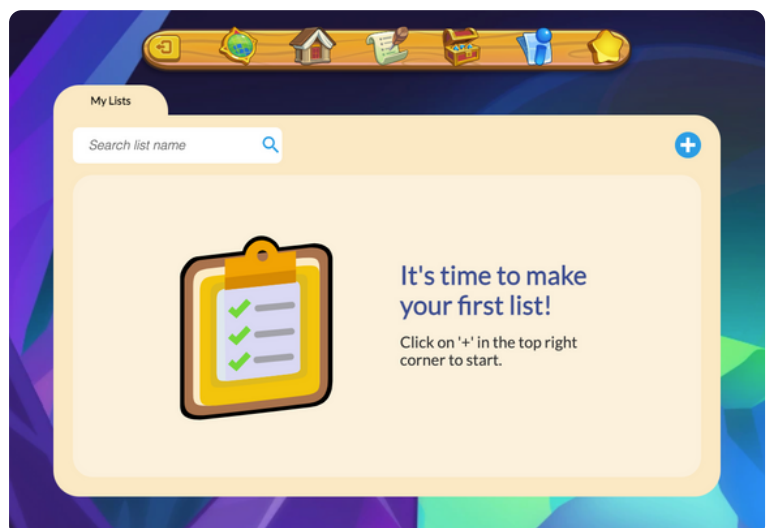 My Lists
Search list name
It's time to make
your first list!
Click on '+' in the top right
corner to start.